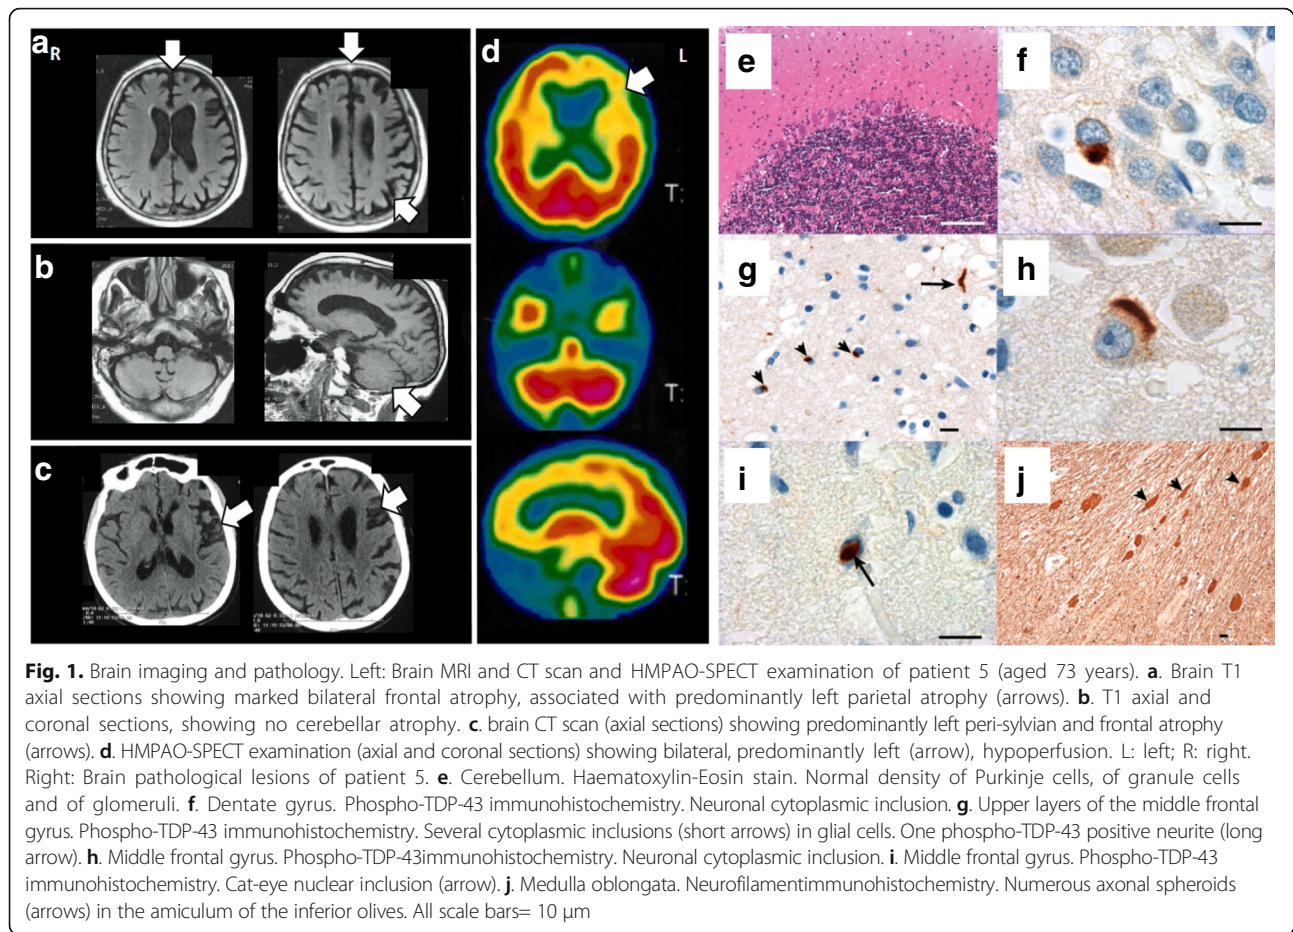 a
R
b
c
d
L
T:
T:
T:
e
f
g
h
i
j
Fig. 1. Brain imaging and pathology. Left: Brain MRI and CT scan and HMPAO-SPECT examination of patient 5 (aged 73 years). a. Brain T1
axial sections showing marked bilateral frontal atrophy, associated with predominantly left parietal atrophy (arrows). b. T1 axial and
coronal sections, showing no cerebellar atrophy. c. brain CT scan (axial sections) showing predominantly left peri-sylvian and frontal atrophy
(arrows). d. HMPAO-SPECT examination (axial and coronal sections) showing bilateral, predominantly left (arrow), hypoperfusion. L: left; R: right.
Right: Brain pathological lesions of patient 5. e. Cerebellum. Haematoxylin-Eosin stain. Normal density of Purkinje cells, of granule cells
and of glomeruli. f. Dentate gyrus. Phospho-TDP-43 immunohistochemistry. Neuronal cytoplasmic inclusion. g. Upper layers of the middle frontal
gyrus. Phospho-TDP-43 immunohistochemistry. Several cytoplasmic inclusions (short arrows) in glial cells. One phospho-TDP-43 positive neurite (long
arrow). h. Middle frontal gyrus. Phospho-TDP-43immunohistochemistry. Neuronal cytoplasmic inclusion. i. Middle frontal gyrus. Phospho-TDP-43
immunohistochemistry. Cat-eye nuclear inclusion (arrow). j. Medulla oblongata. Neurofilamentimmunohistochemistry. Numerous axonal spheroids
(arrows) in the amiculum of the inferior olives. All scale bars= 10 μm